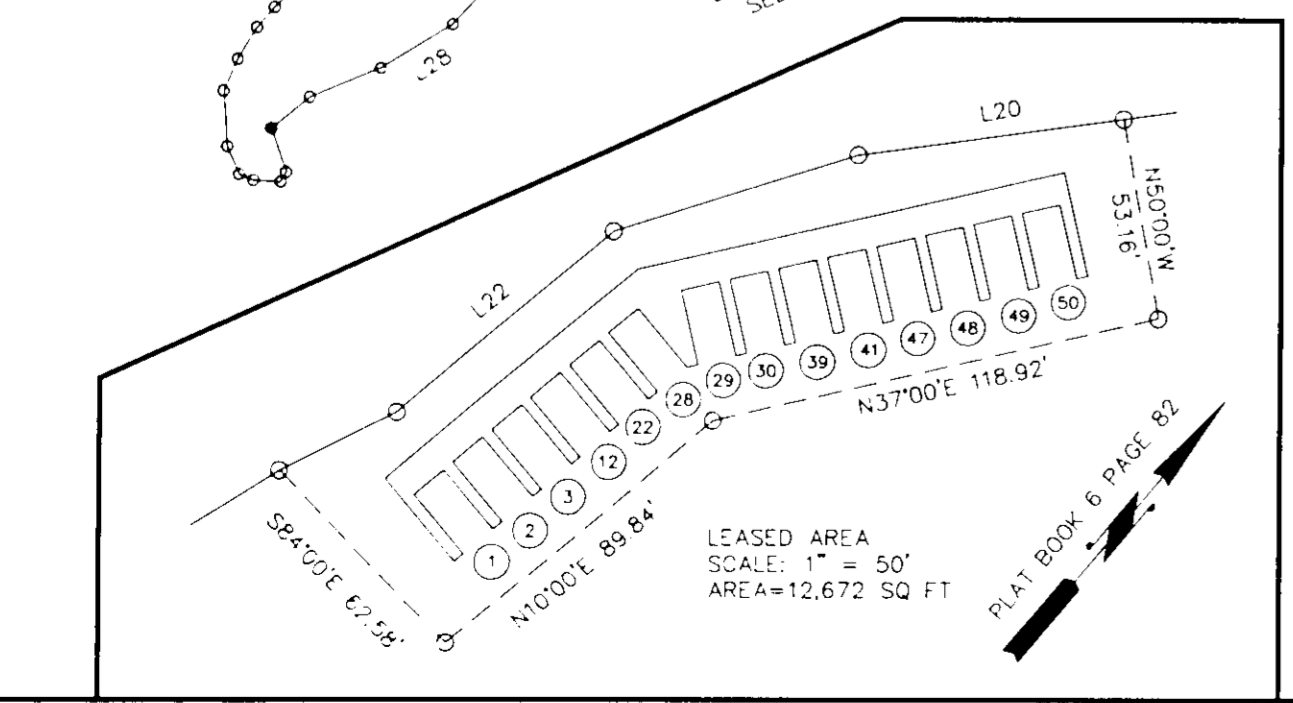 L28
L20
N50°00'W
53.16'
L22
1
2
3
12
22
28
29
30
39
41
47
48
49
50
N37°00'E 118.92'
S84°00'E 62.58'
N10°00'E 89.84'
LEASED AREA
SCALE: 1" = 50'
AREA=12,672 SQ FT
PLAT BOOK 6 PAGE 82